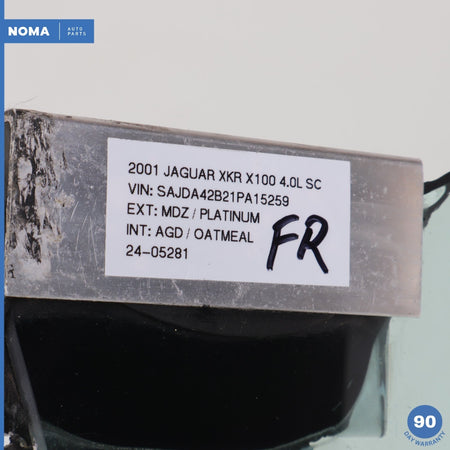 NOMA AUTO PARTS
2001 JAGUAR XKR X100 4.0L SC
VIN: SAJDA42B21PA15259
EXT: MDZ / PLATINUM
INT: AGD / OATMEAL
24-05281
FR
90
DAY WARRANTY